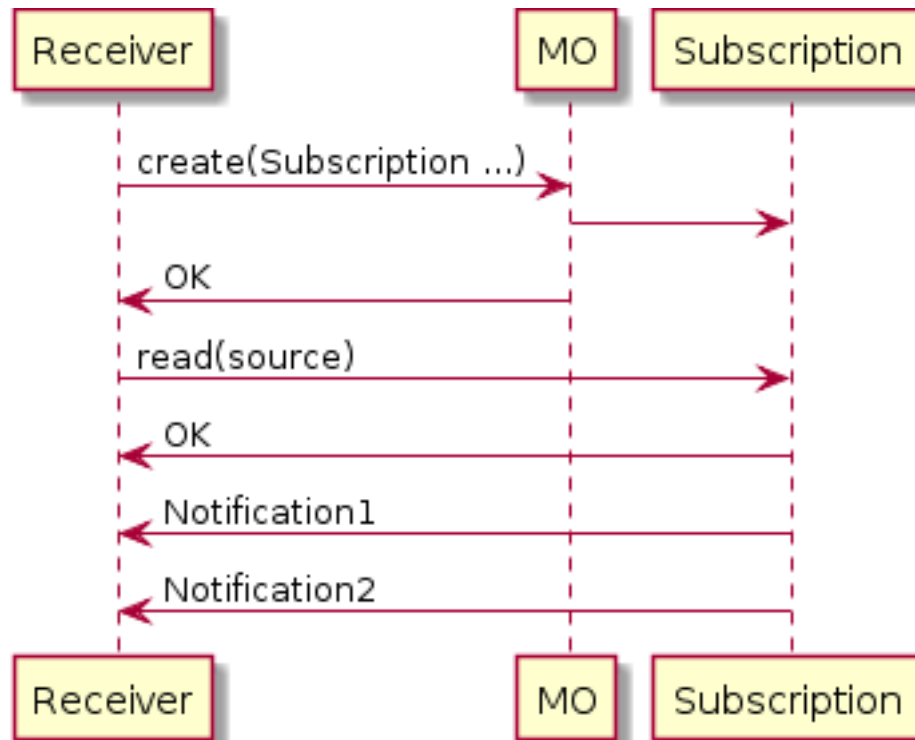 Receiver
MO
Subscription
create(Subscription ...)
OK
read(source)
OK
Notification1
Notification2
Receiver
MO
Subscription